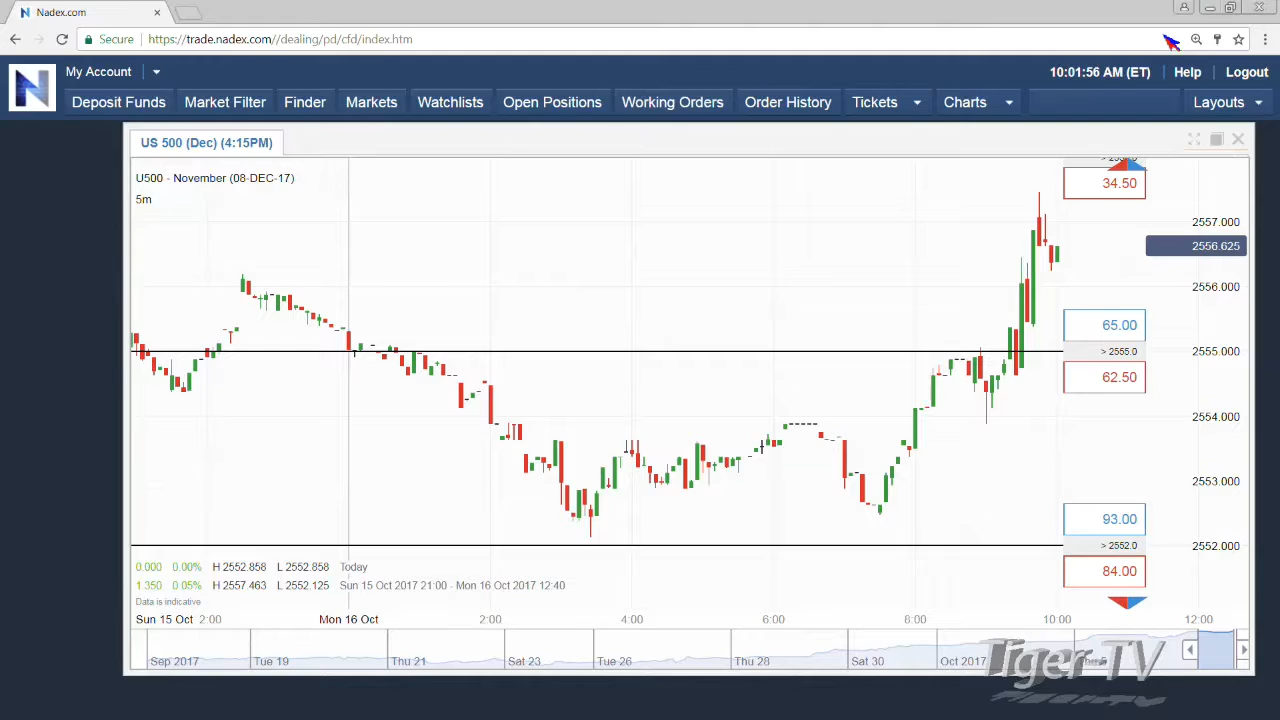 Nadex.com
Secure https://trade.nadex.com//dealing/pd/cfd/index.htm
My Account
10:01:56 AM (ET) Help Logout
Deposit Funds Market Filter Finder Markets Watchlists Open Positions Working Orders Order History Tickets Charts Layouts
US 500 (Dec) (4:15PM)
U500 - November (08-DEC-17)
5m
34.50
2557.000
2556.625
2556.000
65.00
> 2555.0
2555.000
62.50
2554.000
2553.000
93.00
> 2552.0
2552.000
84.00
0.000 0.00% H 2552.858 L 2552.858 Today
1.350 0.05% H 2557.463 L 2552.125 Sun 15 Oct 2017 21:00 - Mon 16 Oct 2017 12:40
Data is indicative
Sun 15 Oct 2:00 Mon 16 Oct 2:00 4:00 6:00 8:00 10:00 12:00
Sep 2017 Tue 19 Thu 21 Sat 23 Tue 26 Thu 28 Sat 30 Oct 2017
Tiger-TV